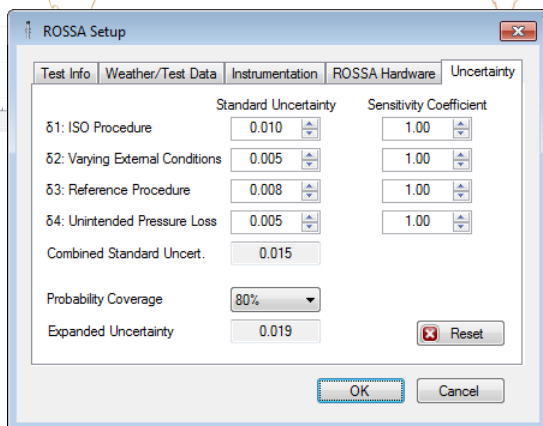 ROSSA Setup
Test Info Weather/Test Data Instrumentation ROSSA Hardware Uncertainty
Standard Uncertainty Sensitivity Coefficient
δ1: ISO Procedure 0.010 1.00
δ2: Varying External Conditions 0.005 1.00
δ3: Reference Procedure 0.008 1.00
δ4: Unintended Pressure Loss 0.005 1.00
Combined Standard Uncert. 0.015
Probability Coverage 80%
Expanded Uncertainty 0.019 Reset
OK Cancel